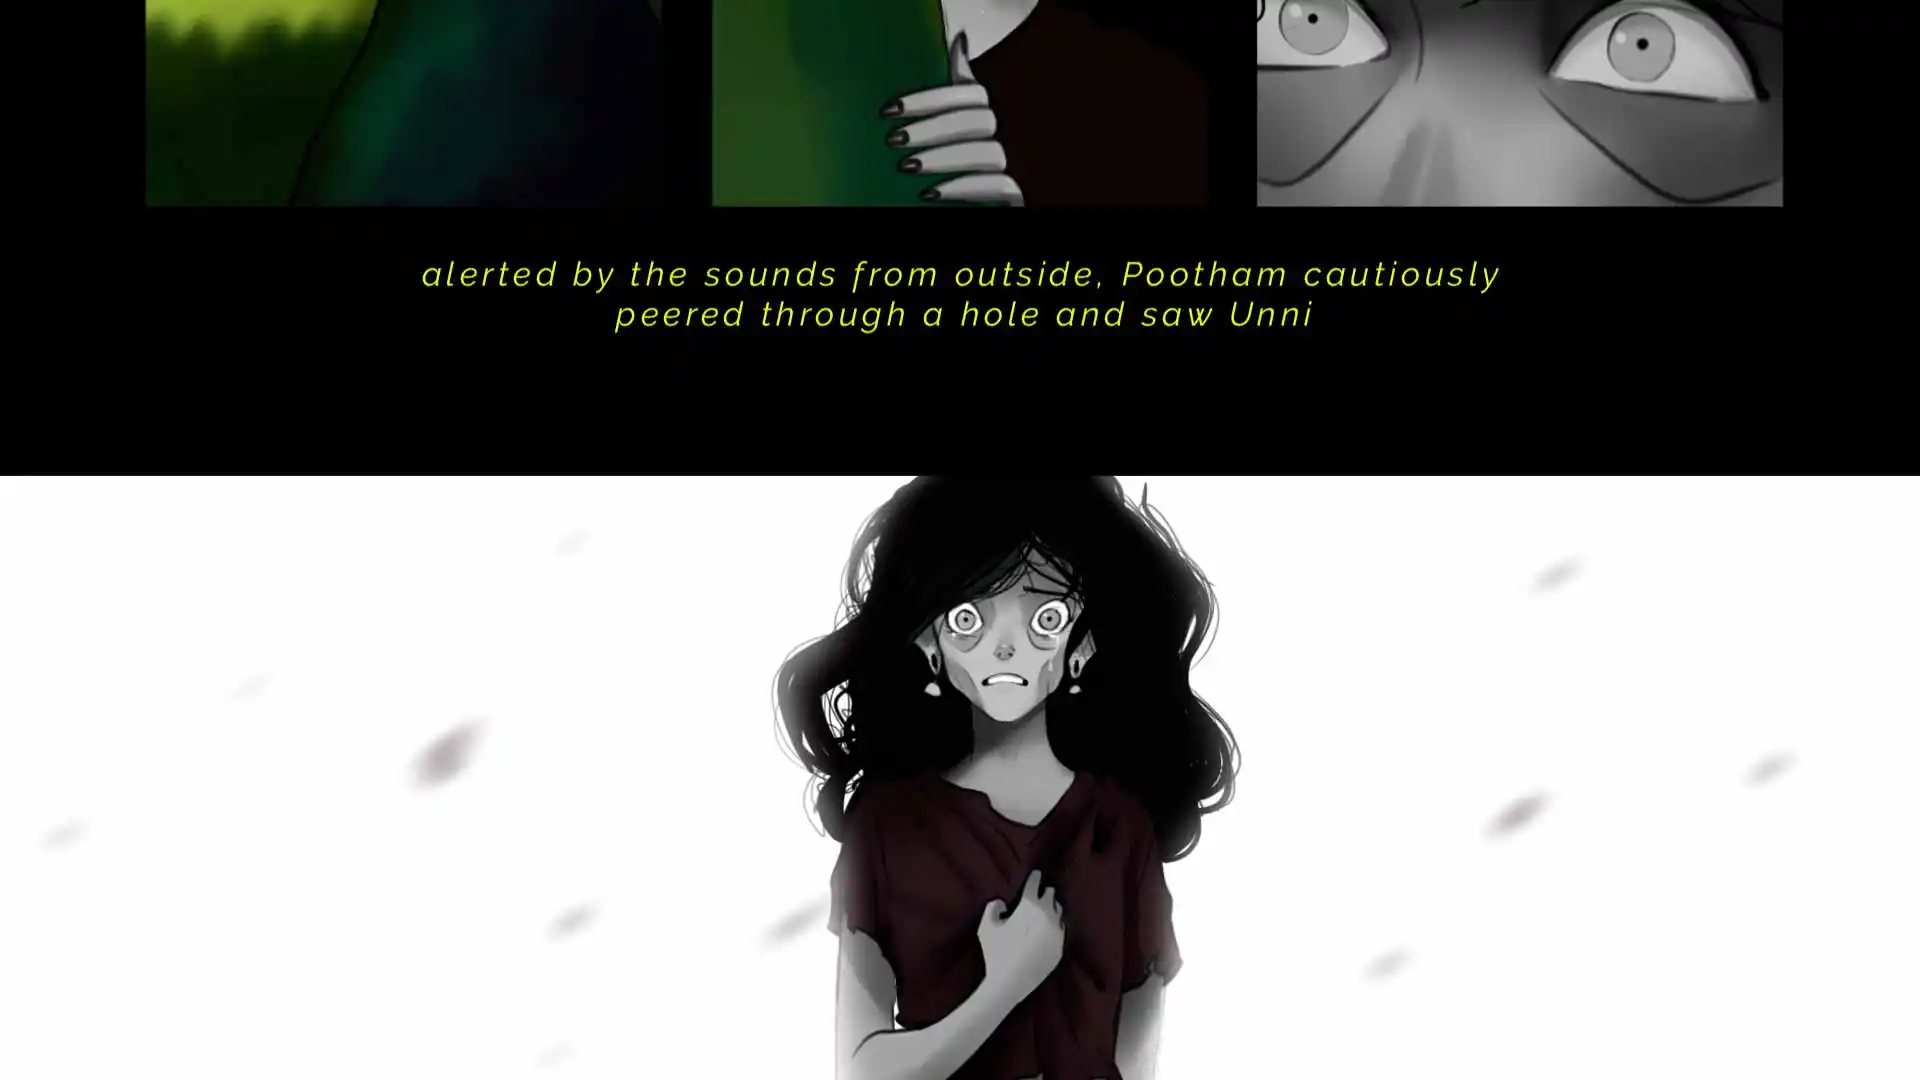 alerted by the sounds from outside, Pootham cautiously
peered through a hole and saw Unni